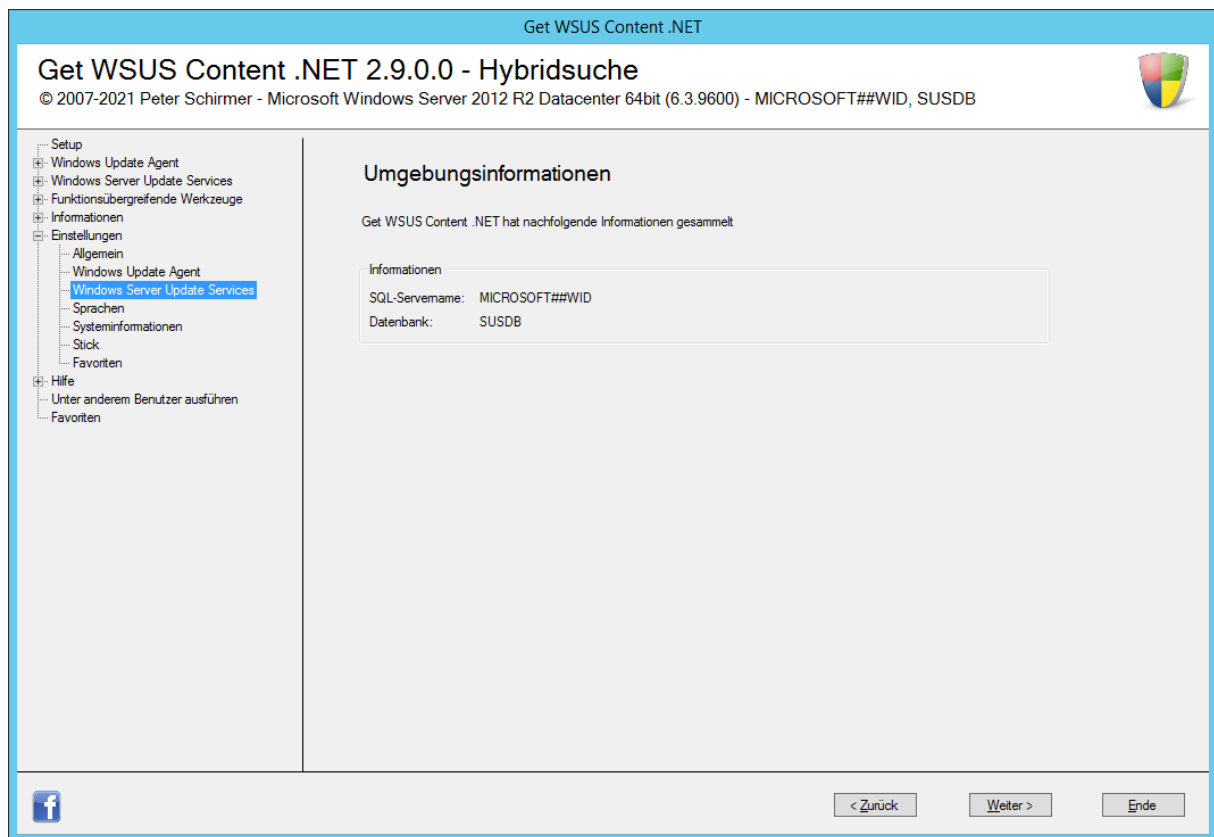 Get WSUS Content .NET
Get WSUS Content .NET 2.9.0.0 - Hybridsuche
© 2007-2021 Peter Schirmer - Microsoft Windows Server 2012 R2 Datacenter 64bit (6.3.9600) - MICROSOFT##WID, SUSDB
Setup
Windows Update Agent
Windows Server Update Services
Funktionsübergreifende Werkzeuge
Informationen
Einstellungen
Allgemein
Windows Update Agent
Windows Server Update Services
Sprachen
Systeminformationen
Stick
Favoriten
Hilfe
Unter anderem Benutzer ausführen
Favoriten
Umgebungsinformationen
Get WSUS Content .NET hat nachfolgende Informationen gesammelt
Informationen
SQL-Servername: MICROSOFT##WID
Datenbank: SUSDB
f
< Zurück Weiter > Ende